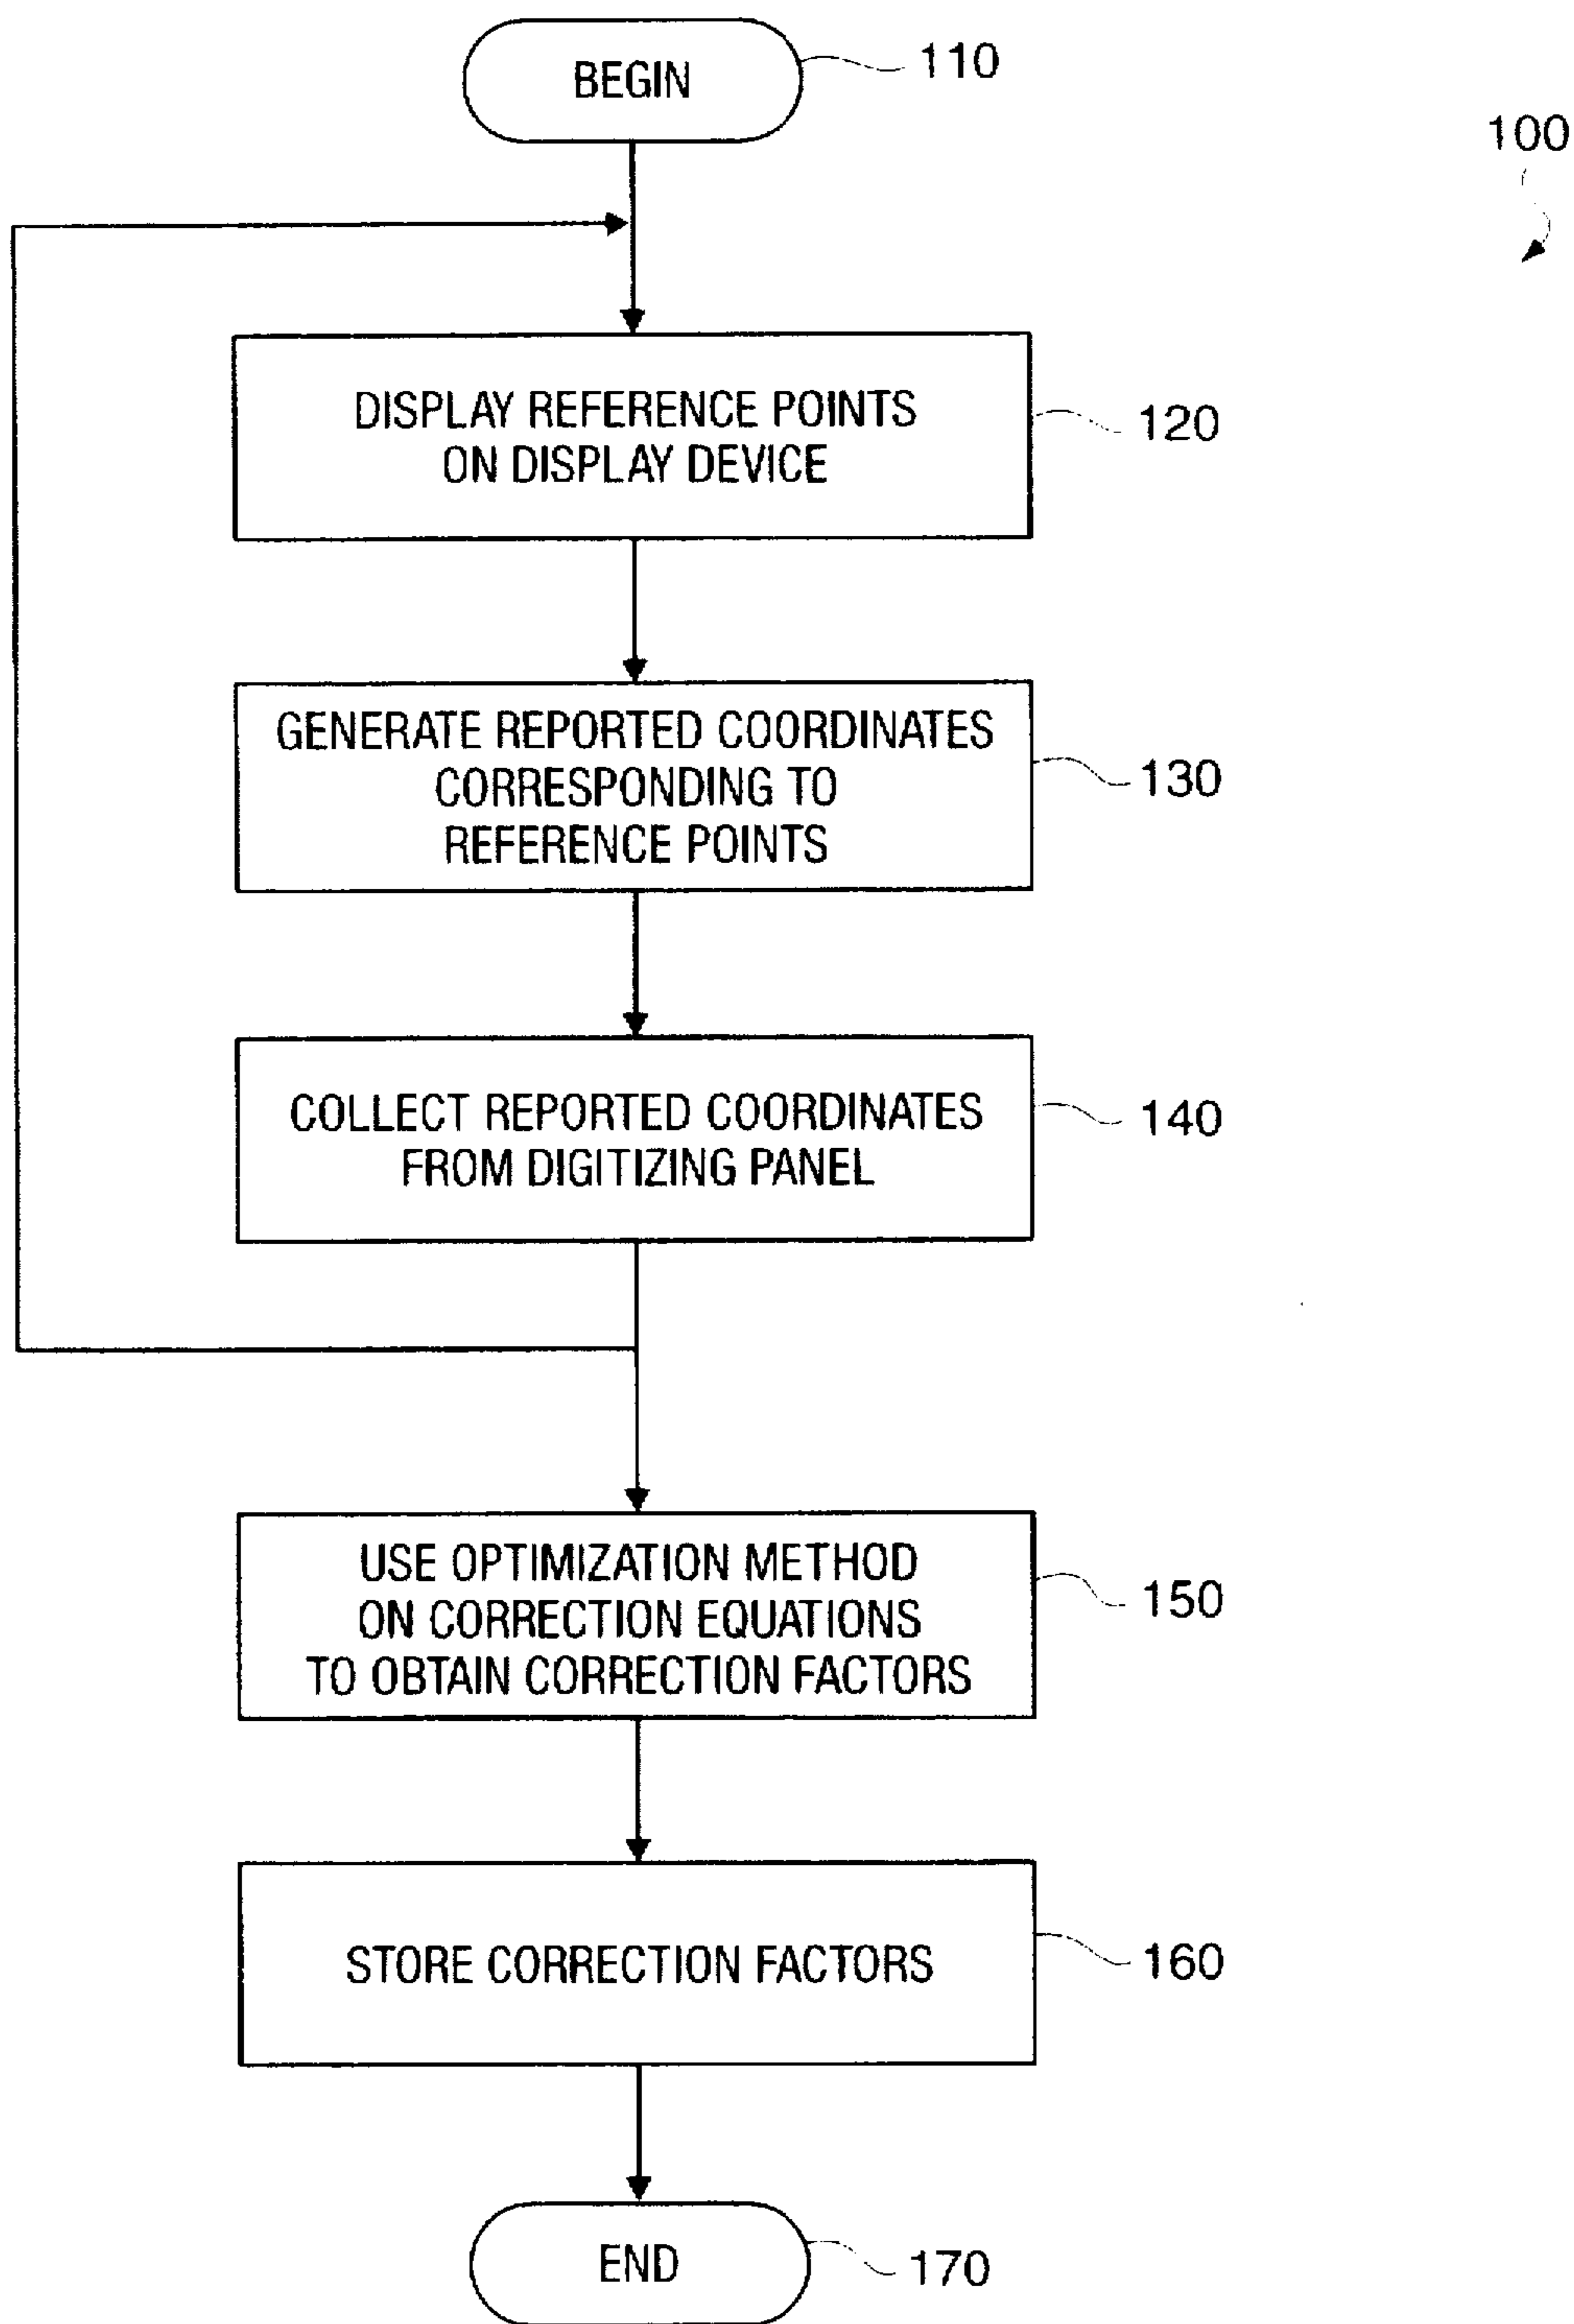 BEGIN
110
100
DISPLAY REFERENCE POINTS
ON DISPLAY DEVICE
120
GENERATE REPORTED COORDINATES
CORRESPONDING TO
REFERENCE POINTS
130
COLLECT REPORTED COORDINATES
FROM DIGITIZING PANEL
140
USE OPTIMIZATION METHOD
ON CORRECTION EQUATIONS
TO OBTAIN CORRECTION FACTORS
150
STORE CORRECTION FACTORS
160
END
170